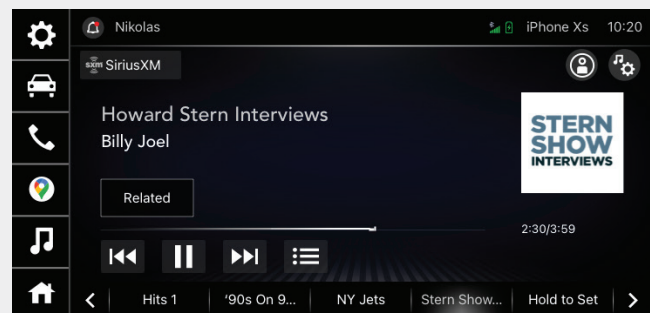 Nikolas
iPhone Xs 10:20
sxm SiriusXM
Howard Stern Interviews
Billy Joel
STERN
SHOW
INTERVIEWS
Related
2:30/3:59
Hits 1 '90s On 9... NY Jets Stern Show... Hold to Set